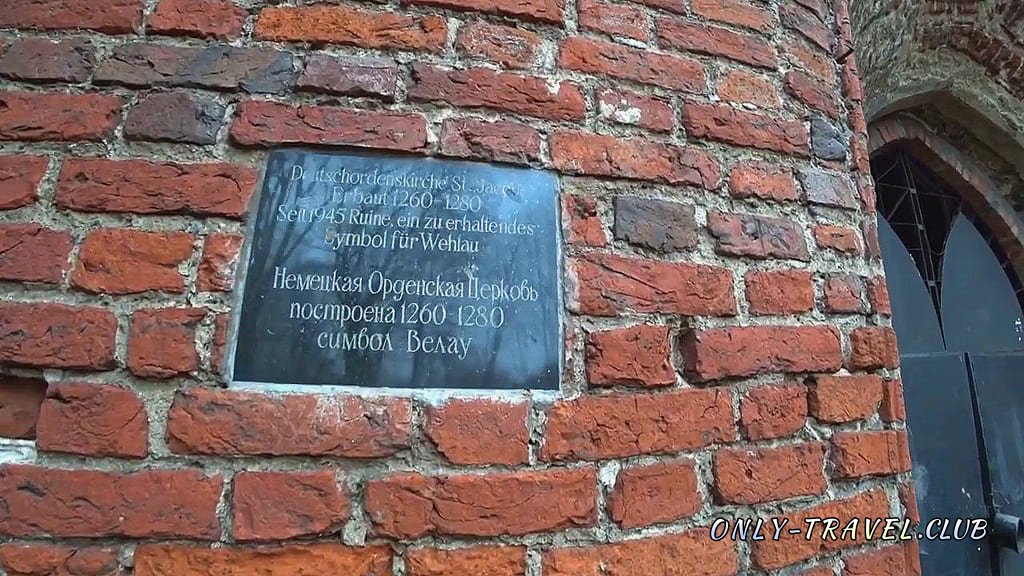 Deutschordenskirche St. Jacobi
Erbaut 1260-1280
Seit 1945 Ruine, ein zu erhaltendes
Symbol für Wehlau
Немецкая Орденская Церковь
построена 1260-1280
символ Велау
ONLY-TRAVEL.CLUB